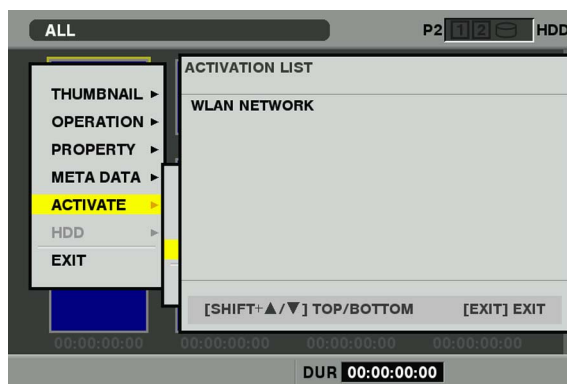 ALL P2 1 2 HDD
ACTIVATION LIST
THUMBNAIL
WLAN NETWORK
OPERATION
PROPERTY
META DATA
ACTIVATE
HDD
EXIT
[SHIFT+▲/▼] TOP/BOTTOM [EXIT] EXIT
00:00:00:00 00:00:00:00 00:00:00:00 00:00:00:00
DUR 00:00:00:00